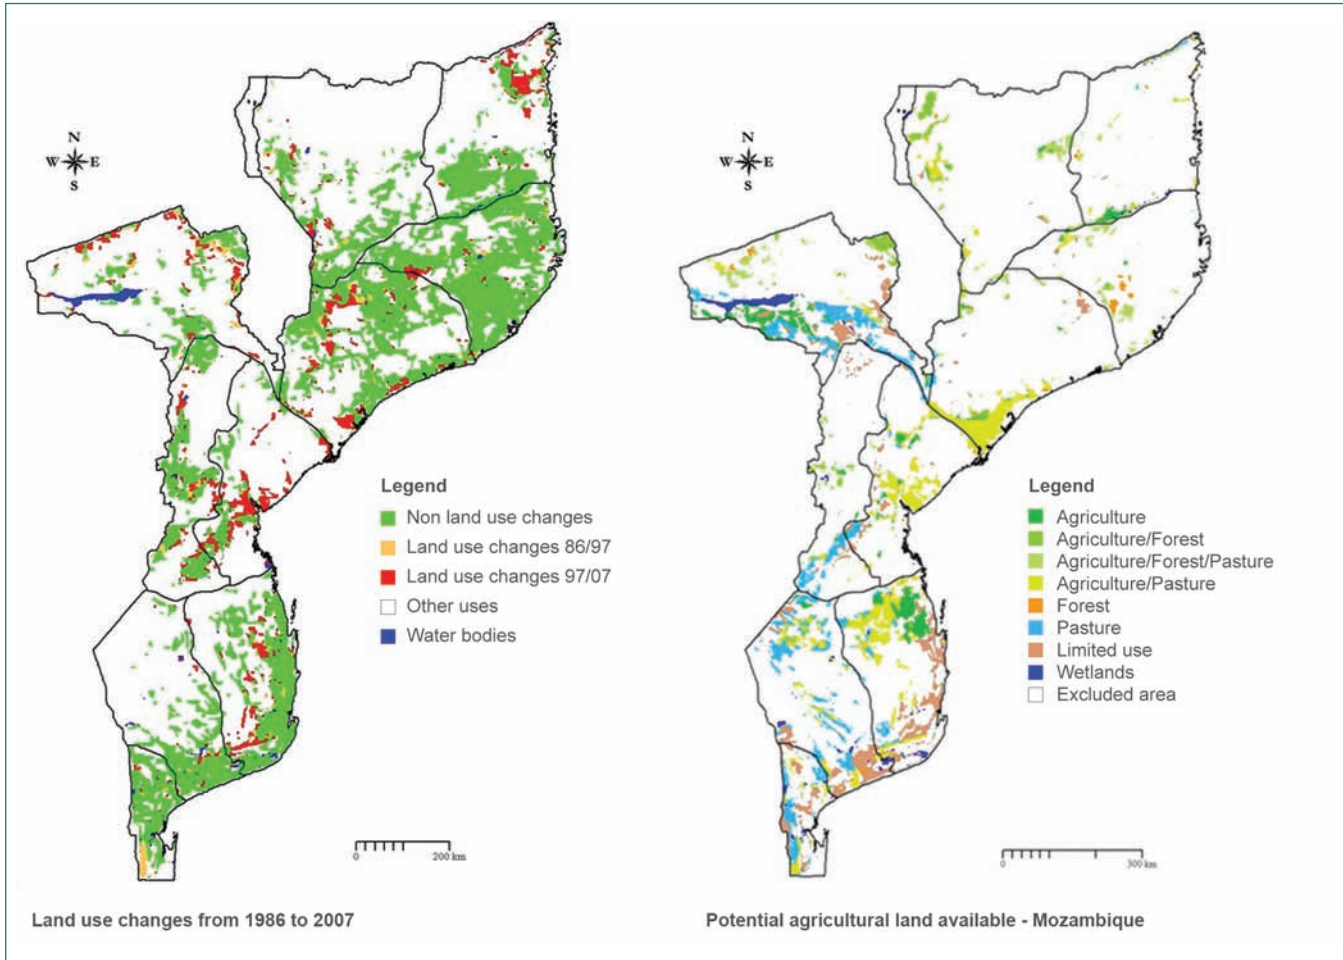 N
W E
S
Legend
Non land use changes
Land use changes 86/97
Land use changes 97/07
Other uses
Water bodies
0 200 km
Land use changes from 1986 to 2007
N
W E
S
Legend
Agriculture
Agriculture/Forest
Agriculture/Forest/Pasture
Agriculture/Pasture
Forest
Pasture
Limited use
Wetlands
Excluded area
0 300 km
Potential agricultural land available - Mozambique